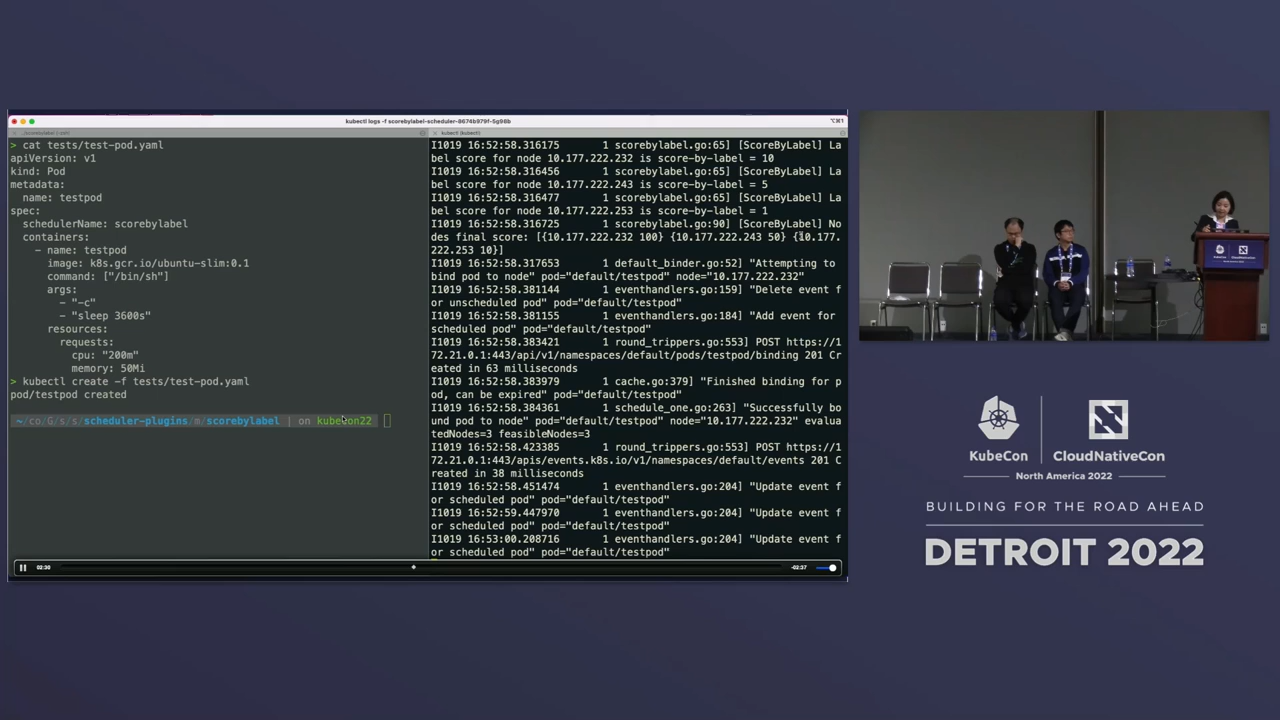 kubectl logs -f scorebylabel-scheduler-8674b979f-5g98b
⌥⌘1
kubectl (kubectl)
> cat tests/test-pod.yaml
apiVersion: v1
kind: Pod
metadata:
  name: testpod
spec:
  schedulerName: scorebylabel
  containers:
    - name: testpod
      image: k8s.gcr.io/ubuntu-slim:0.1
      command: ["/bin/sh"]
      args:
      - "-c"
      - "sleep 3600s"
      resources:
        requests:
          cpu: "200m"
          memory: 50Mi
> kubectl create -f tests/test-pod.yaml
pod/testpod created
~/co/G/s/s/scheduler-plugins/m/scorebylabel | on kubecon22
I1019 16:52:58.316175       1 scorebylabel.go:65] [ScoreByLabel] La
bel score for node 10.177.222.232 is score-by-label = 10
I1019 16:52:58.316456       1 scorebylabel.go:65] [ScoreByLabel] La
bel score for node 10.177.222.243 is score-by-label = 5
I1019 16:52:58.316477       1 scorebylabel.go:65] [ScoreByLabel] La
bel score for node 10.177.222.253 is score-by-label = 1
I1019 16:52:58.316725       1 scorebylabel.go:90] [ScoreByLabel] No
des final score: [{10.177.222.232 100} {10.177.222.243 50} {10.177.
222.253 10}]
I1019 16:52:58.317653       1 default_binder.go:52] "Attempting to
bind pod to node" pod="default/testpod" node="10.177.222.232"
I1019 16:52:58.381144       1 eventhandlers.go:159] "Delete event f
or unscheduled pod" pod="default/testpod"
I1019 16:52:58.381155       1 eventhandlers.go:184] "Add event for
scheduled pod" pod="default/testpod"
I1019 16:52:58.383421       1 round_trippers.go:553] POST https://1
72.21.0.1:443/api/v1/namespaces/default/pods/testpod/binding 201 Cr
eated in 63 milliseconds
I1019 16:52:58.383979       1 cache.go:379] "Finished binding for p
od, can be expired" pod="default/testpod"
I1019 16:52:58.384361       1 schedule_one.go:263] "Successfully bo
und pod to node" pod="default/testpod" node="10.177.222.232" evalua
tedNodes=3 feasibleNodes=3
I1019 16:52:58.423385       1 round_trippers.go:553] POST https://1
72.21.0.1:443/apis/events.k8s.io/v1/namespaces/default/events 201 C
reated in 38 milliseconds
I1019 16:52:58.451474       1 eventhandlers.go:204] "Update event f
or scheduled pod" pod="default/testpod"
I1019 16:52:59.447970       1 eventhandlers.go:204] "Update event f
or scheduled pod" pod="default/testpod"
I1019 16:53:00.208716       1 eventhandlers.go:204] "Update event f
or scheduled pod" pod="default/testpod"
02:30
-02:37
KubeCon
CloudNativeCon
North America 2022
BUILDING FOR THE ROAD AHEAD
DETROIT 2022